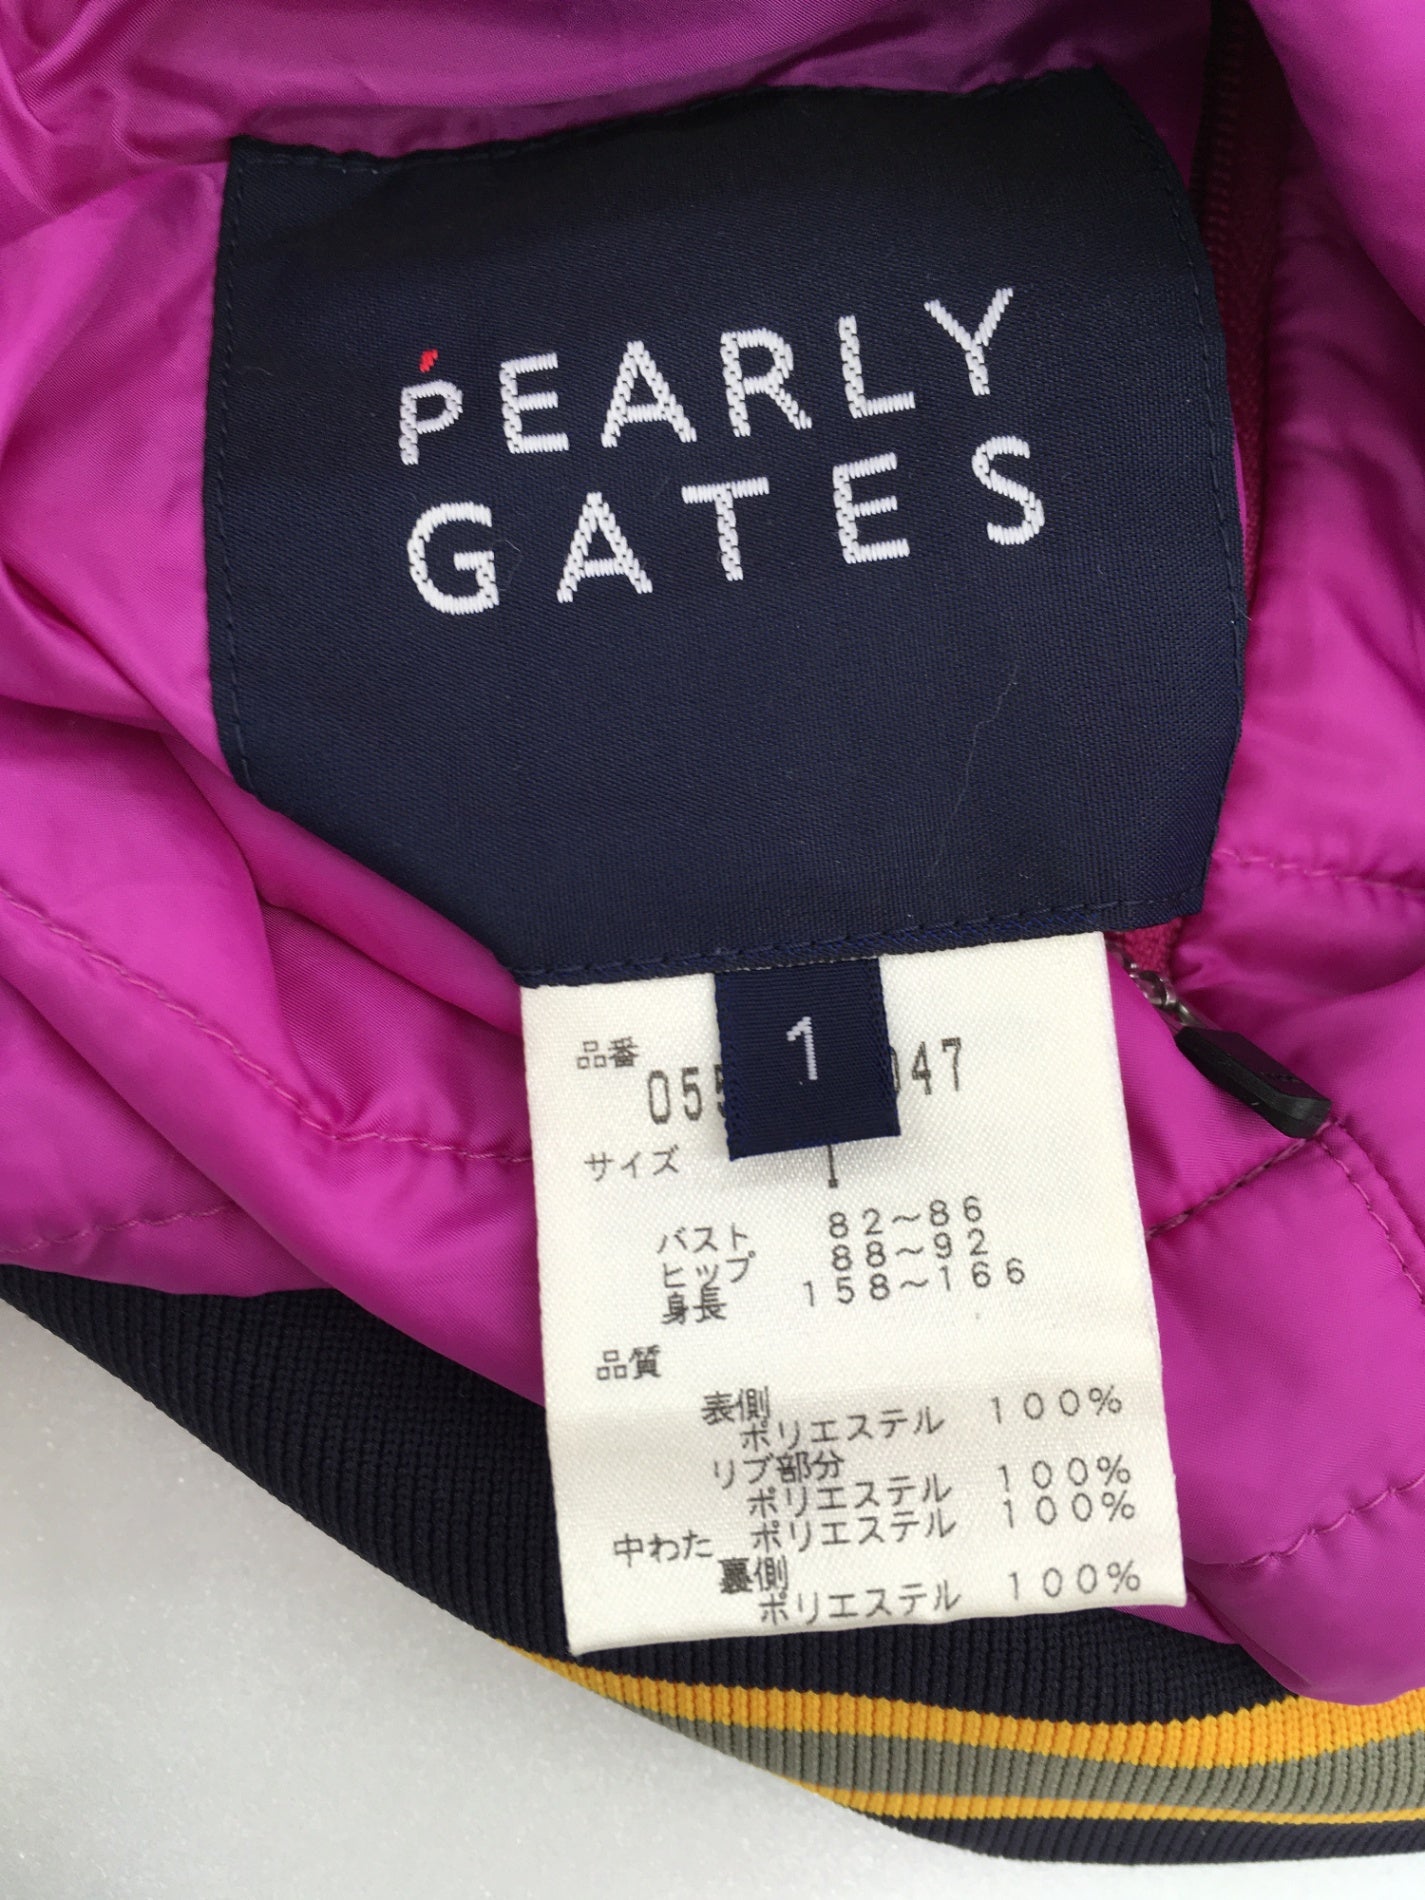 PEARLY
GATES
1
品番
055 047
サイズ
バスト 82～86
ヒップ 88～92
身長 158～166
品質
表側
ポリエステル 100%
リブ部分
ポリエステル 100%
中わた ポリエステル 100%
裏側
ポリエステル 100%